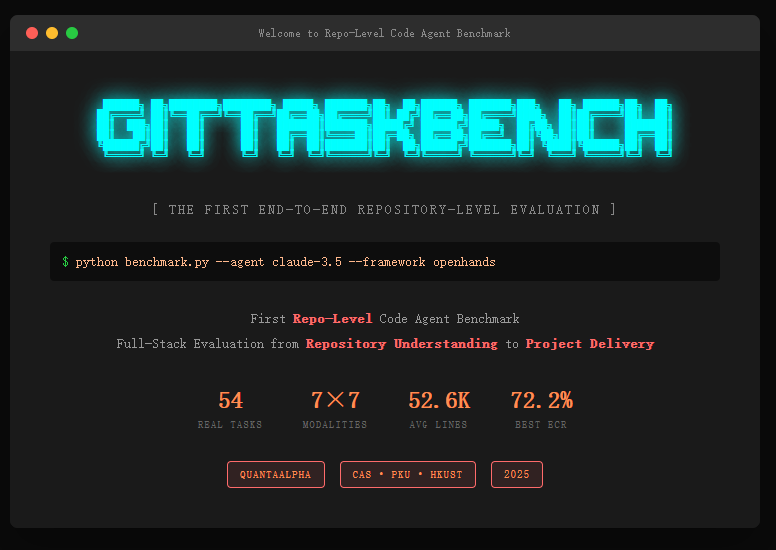 Welcome to Repo-Level Code Agent Benchmark
GITTASKBENCH
[ THE FIRST END-TO-END REPOSITORY-LEVEL EVALUATION ]
$ python benchmark.py --agent claude-3.5 --framework openhands
First Repo-Level Code Agent Benchmark
Full-Stack Evaluation from Repository Understanding to Project Delivery
54 7×7 52.6K 72.2%
REAL TASKS MODALITIES AVG LINES BEST ECR
QUANTAALPHA CAS • PKU • HKUST 2025